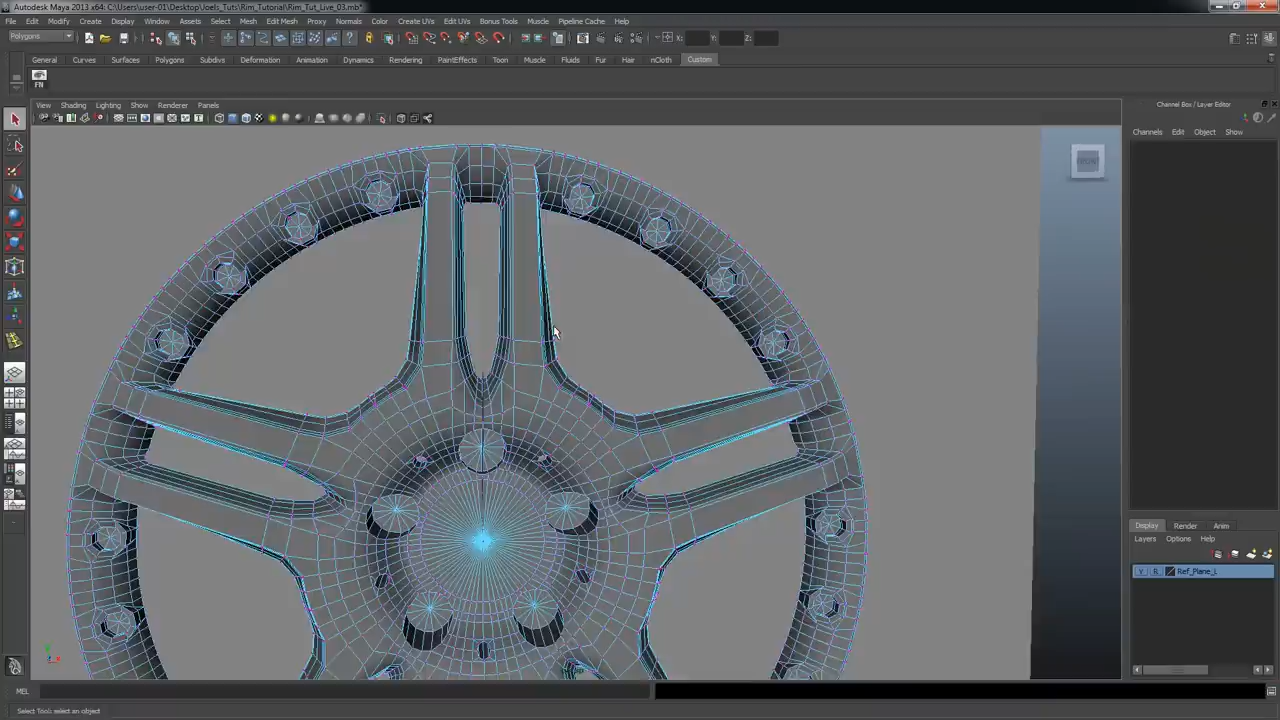 Autodesk Maya 2013 x64: C:\Users\user-01\Desktop\Joels_Tuts\Rim_Tutorial\Rim_Tut_Live_03.mb*
File Edit Modify Create Display Window Assets Select Mesh Edit Mesh Proxy Normals Color Create UVs Edit UVs Bonus Tools Muscle Pipeline Cache Help
Polygons X: Y: Z:
General Curves Surfaces Polygons Subdivs Deformation Animation Dynamics Rendering PaintEffects Toon Muscle Fluids Fur Hair nCloth Custom
FN
View Shading Lighting Show Renderer Panels
Channel Box / Layer Editor
Channels Edit Object Show
FRONT
Display Render Anim
Layers Options Help
V R Ref_Plane_L
MEL
Select Tool: select an object